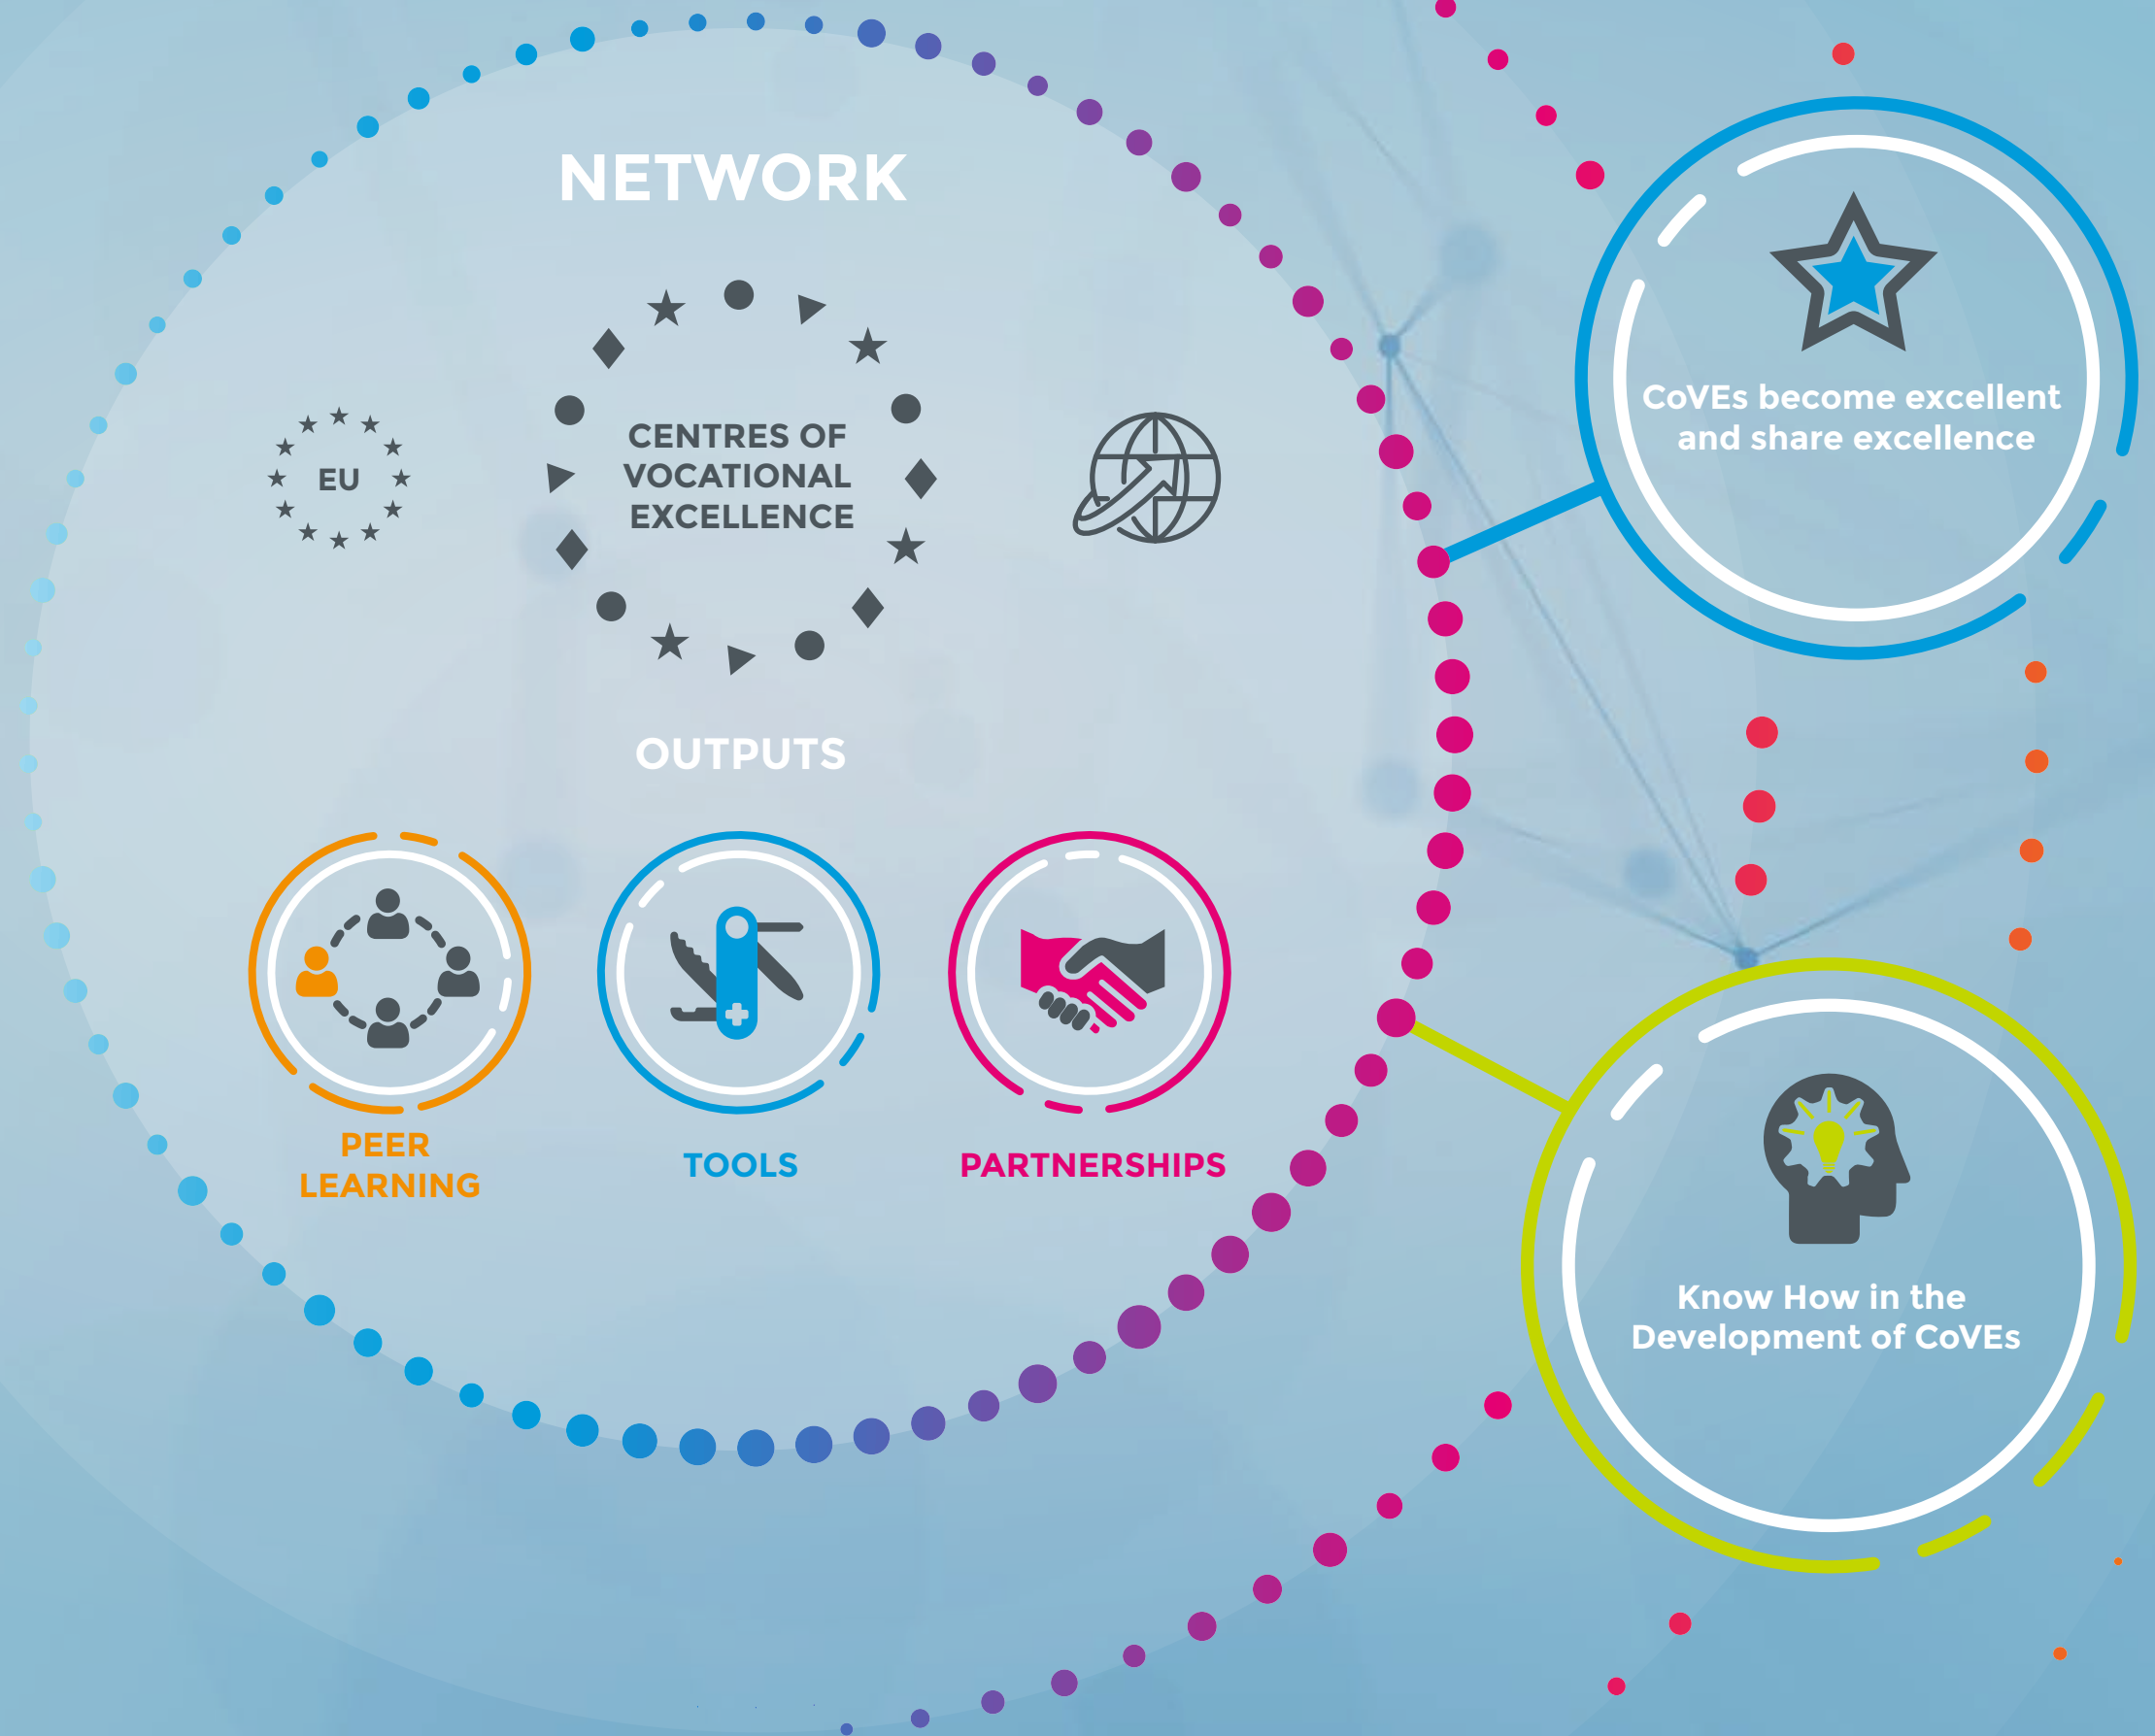 NETWORK
EU
CENTRES OF
VOCATIONAL
EXCELLENCE
OUTPUTS
PEER
LEARNING
TOOLS
PARTNERSHIPS
CoVEs become excellent
and share excellence
Know How in the
Development of CoVEs